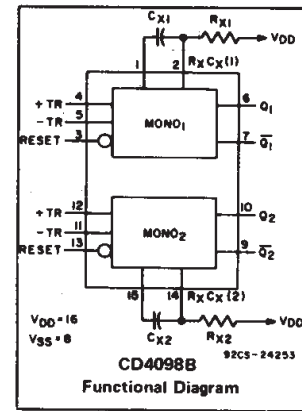 CX1 RX1
VDD
1 2 RXCX(1)
+TR 4
-TR 5
RESET 3
MONO1
6 Q1
7 Q1
+TR 12
-TR 11
RESET 13
MONO2
10 Q2
9 Q2
15 14 RXCX(2)
VDD=16
VSS=8
CX2 RX2
VDD
92CS-24253
CD4098B
Functional Diagram